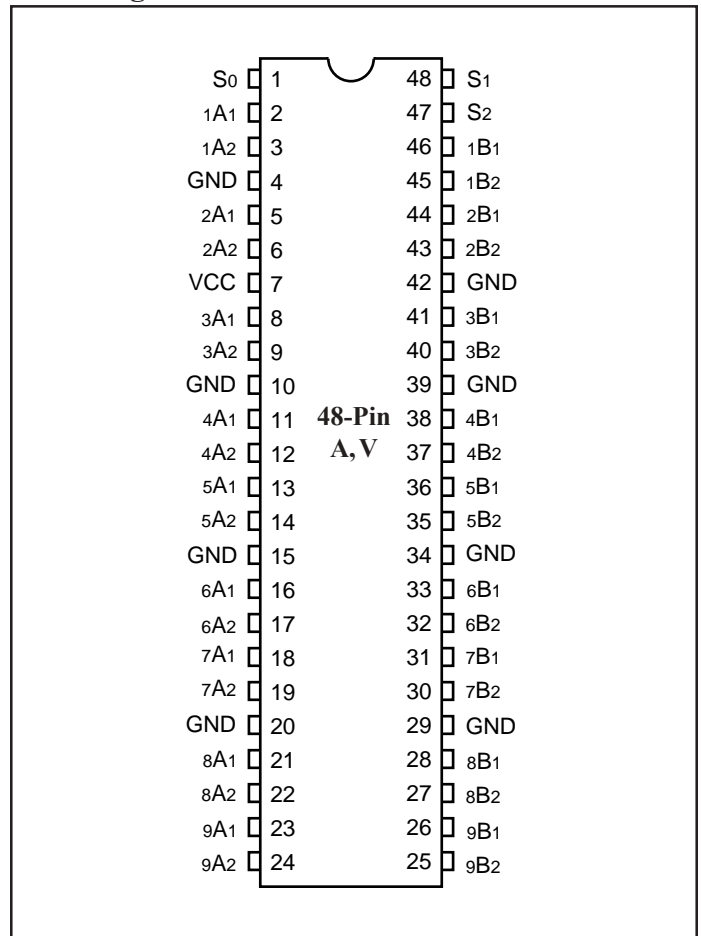 S0 1 48 S1
1A1 2 47 S2
1A2 3 46 1B1
GND 4 45 1B2
2A1 5 44 2B1
2A2 6 43 2B2
VCC 7 42 GND
3A1 8 41 3B1
3A2 9 40 3B2
GND 10 39 GND
4A1 11 48-Pin 38 4B1
4A2 12 A, V 37 4B2
5A1 13 36 5B1
5A2 14 35 5B2
GND 15 34 GND
6A1 16 33 6B1
6A2 17 32 6B2
7A1 18 31 7B1
7A2 19 30 7B2
GND 20 29 GND
8A1 21 28 8B1
8A2 22 27 8B2
9A1 23 26 9B1
9A2 24 25 9B2